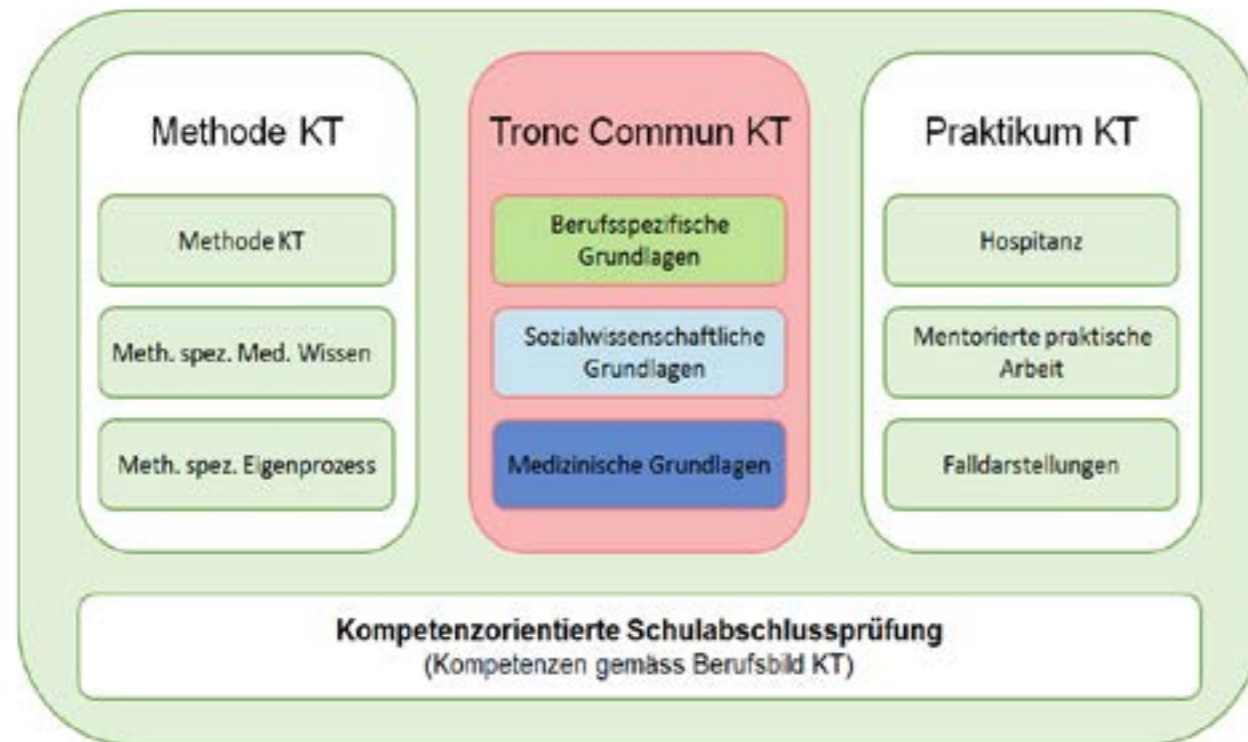 Methode KT
Methode KT
Meth. spez. Med. Wissen
Meth. spez. Eigenprozess
Tronc Commun KT
Berufsspezifische
Grundlagen
Sozialwissenschaftliche
Grundlagen
Medizinische Grundlagen
Praktikum KT
Hospitanz
Mentorierte praktische
Arbeit
Falldarstellungen
Kompetenzorientierte Schulabschlussprüfung
(Kompetenzen gemäss Berufsbild KT)